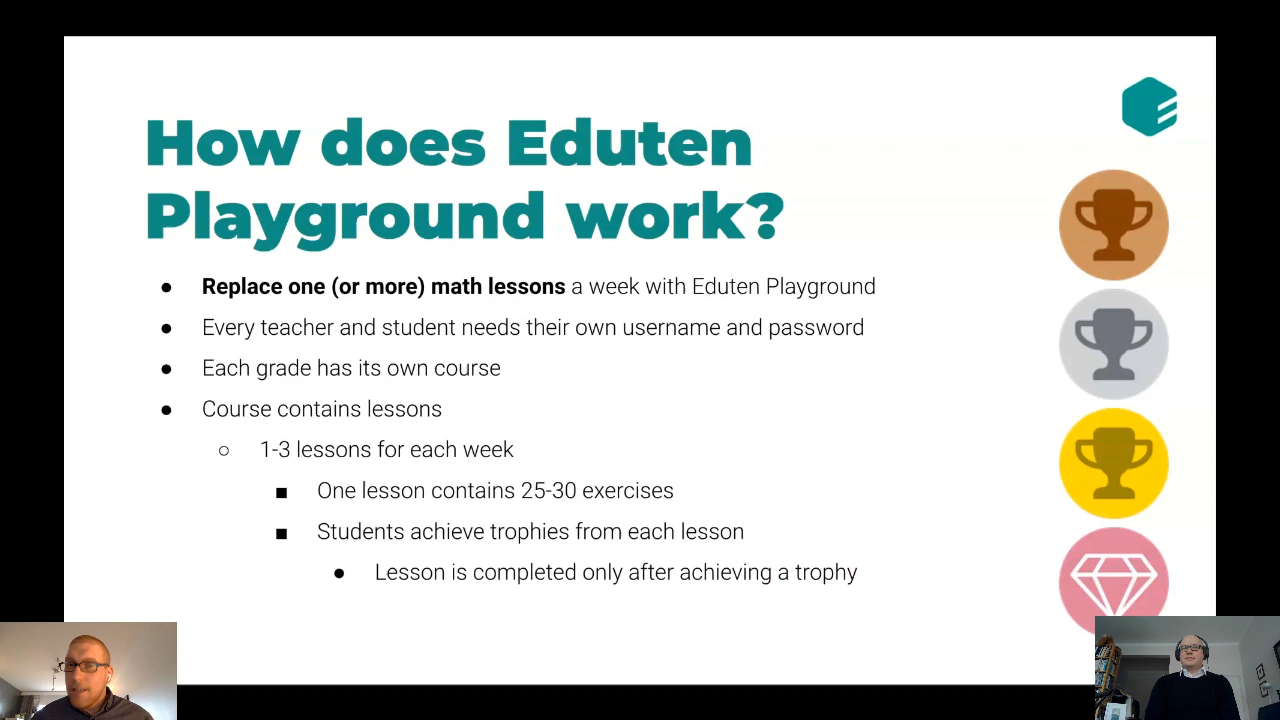 How does Eduten
Playground work?
● Replace one (or more) math lessons a week with Eduten Playground
● Every teacher and student needs their own username and password
● Each grade has its own course
● Course contains lessons
○ 1-3 lessons for each week
■ One lesson contains 25-30 exercises
■ Students achieve trophies from each lesson
● Lesson is completed only after achieving a trophy